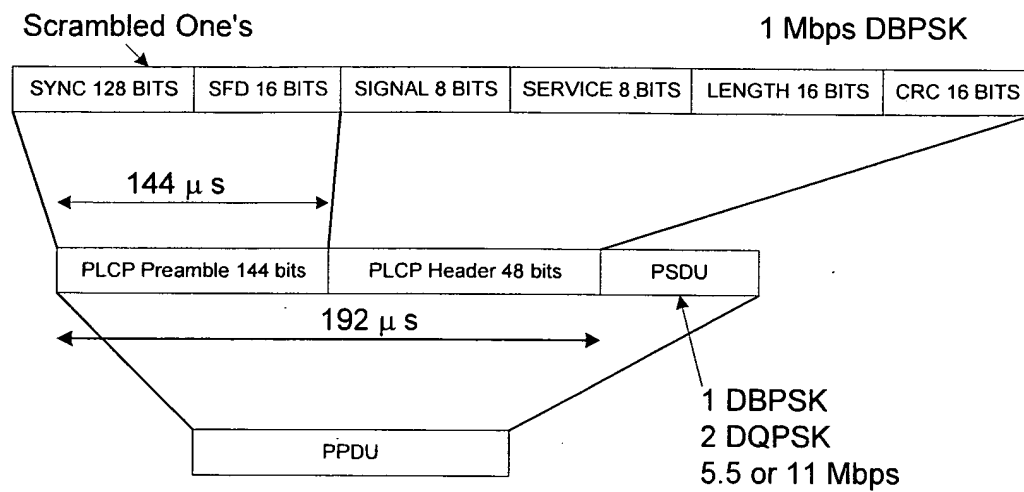 Scrambled One's
1 Mbps DBPSK
SYNC 128 BITS SFD 16 BITS SIGNAL 8 BITS SERVICE 8 BITS LENGTH 16 BITS CRC 16 BITS
144 μ s
PLCP Preamble 144 bits PLCP Header 48 bits PSDU
192 μ s
1 DBPSK
2 DQPSK
5.5 or 11 Mbps
PPDU